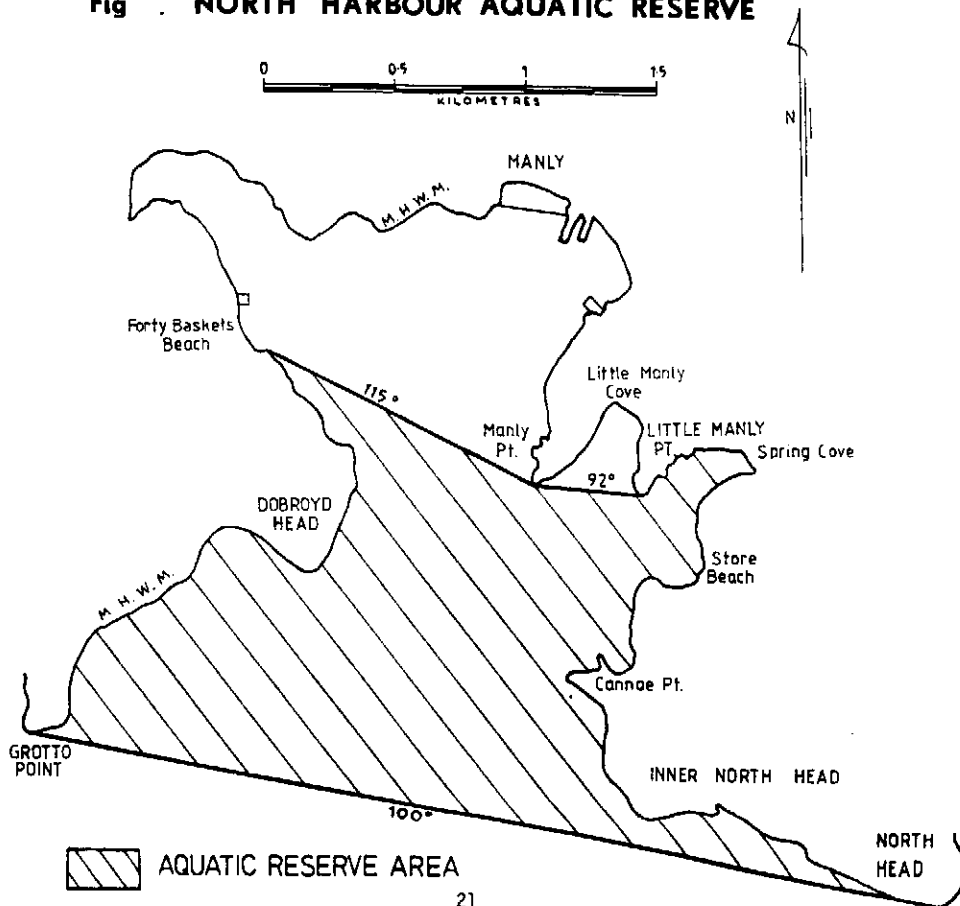 Fig . NORTH HARBOUR AQUATIC RESERVE
0 0·5 1 1·5
KILOMETRES
N
MANLY
M.H.W.M.
Forty Baskets
Beach
115°
Little Manly
Cove
Manly
Pt.
LITTLE MANLY
PT.
Spring Cove
92°
DOBROYD
HEAD
Store
Beach
M.H.W.M.
Cannae Pt.
GROTTO
POINT
INNER NORTH HEAD
100°
NORTH
HEAD
AQUATIC RESERVE AREA
21